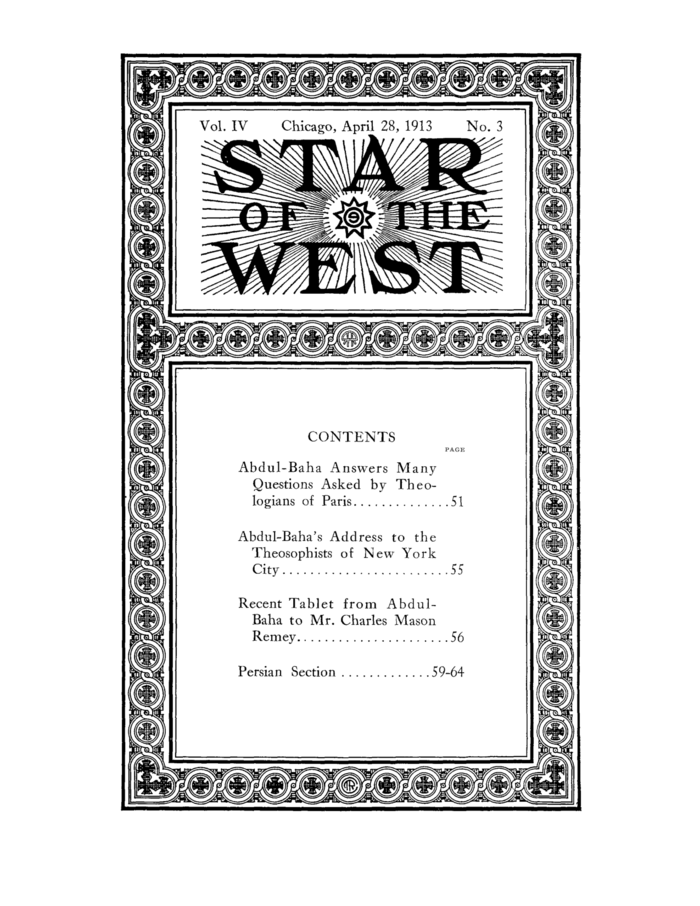 Vol. IV Chicago, April 28, 1913 No. 3
STAR
OF THE
WEST
CONTENTS
PAGE
Abdul-Baha Answers Many
Questions Asked by Theo-
logians of Paris..............51
Abdul-Baha's Address to the
Theosophists of New York
City........................55
Recent Tablet from Abdul-
Baha to Mr. Charles Mason
Remey......................56
Persian Section .............59-64